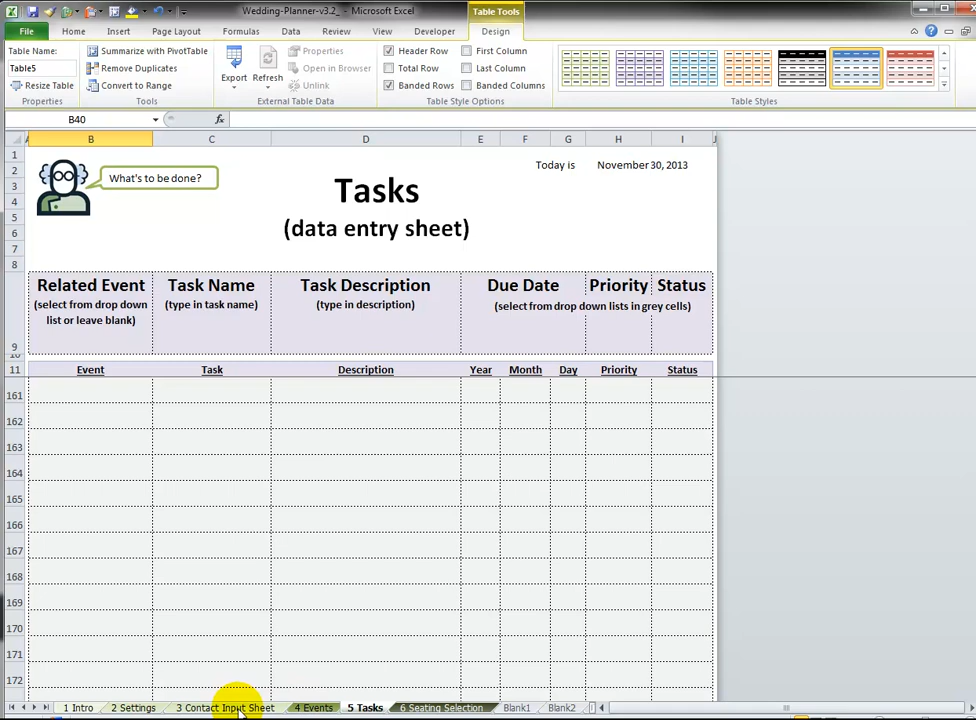 Wedding-Planner-v3.2_ - Microsoft Excel
Table Tools
File Home Insert Page Layout Formulas Data Review View Developer Design
Table Name:
Table5
Resize Table
Properties
Summarize with PivotTable
Remove Duplicates
Convert to Range
Tools
Export
Refresh
Properties
Open in Browser
Unlink
External Table Data
Header Row
Total Row
Banded Rows
First Column
Last Column
Banded Columns
Table Style Options
Table Styles
B40
fx
B C D E F G H I J
1
2
3
4
5
6
7
8
What's to be done?
Tasks
(data entry sheet)
Today is November 30, 2013
Related Event
(select from drop down
list or leave blank)
Task Name
(type in task name)
Task Description
(type in description)
Due Date Priority Status
(select from drop down lists in grey cells)
9
10
11 Event Task Description Year Month Day Priority Status
161
162
163
164
165
166
167
168
169
170
171
172
1 Intro 2 Settings 3 Contact Input Sheet 4 Events 5 Tasks 6 Seating Selection Blank1 Blank2